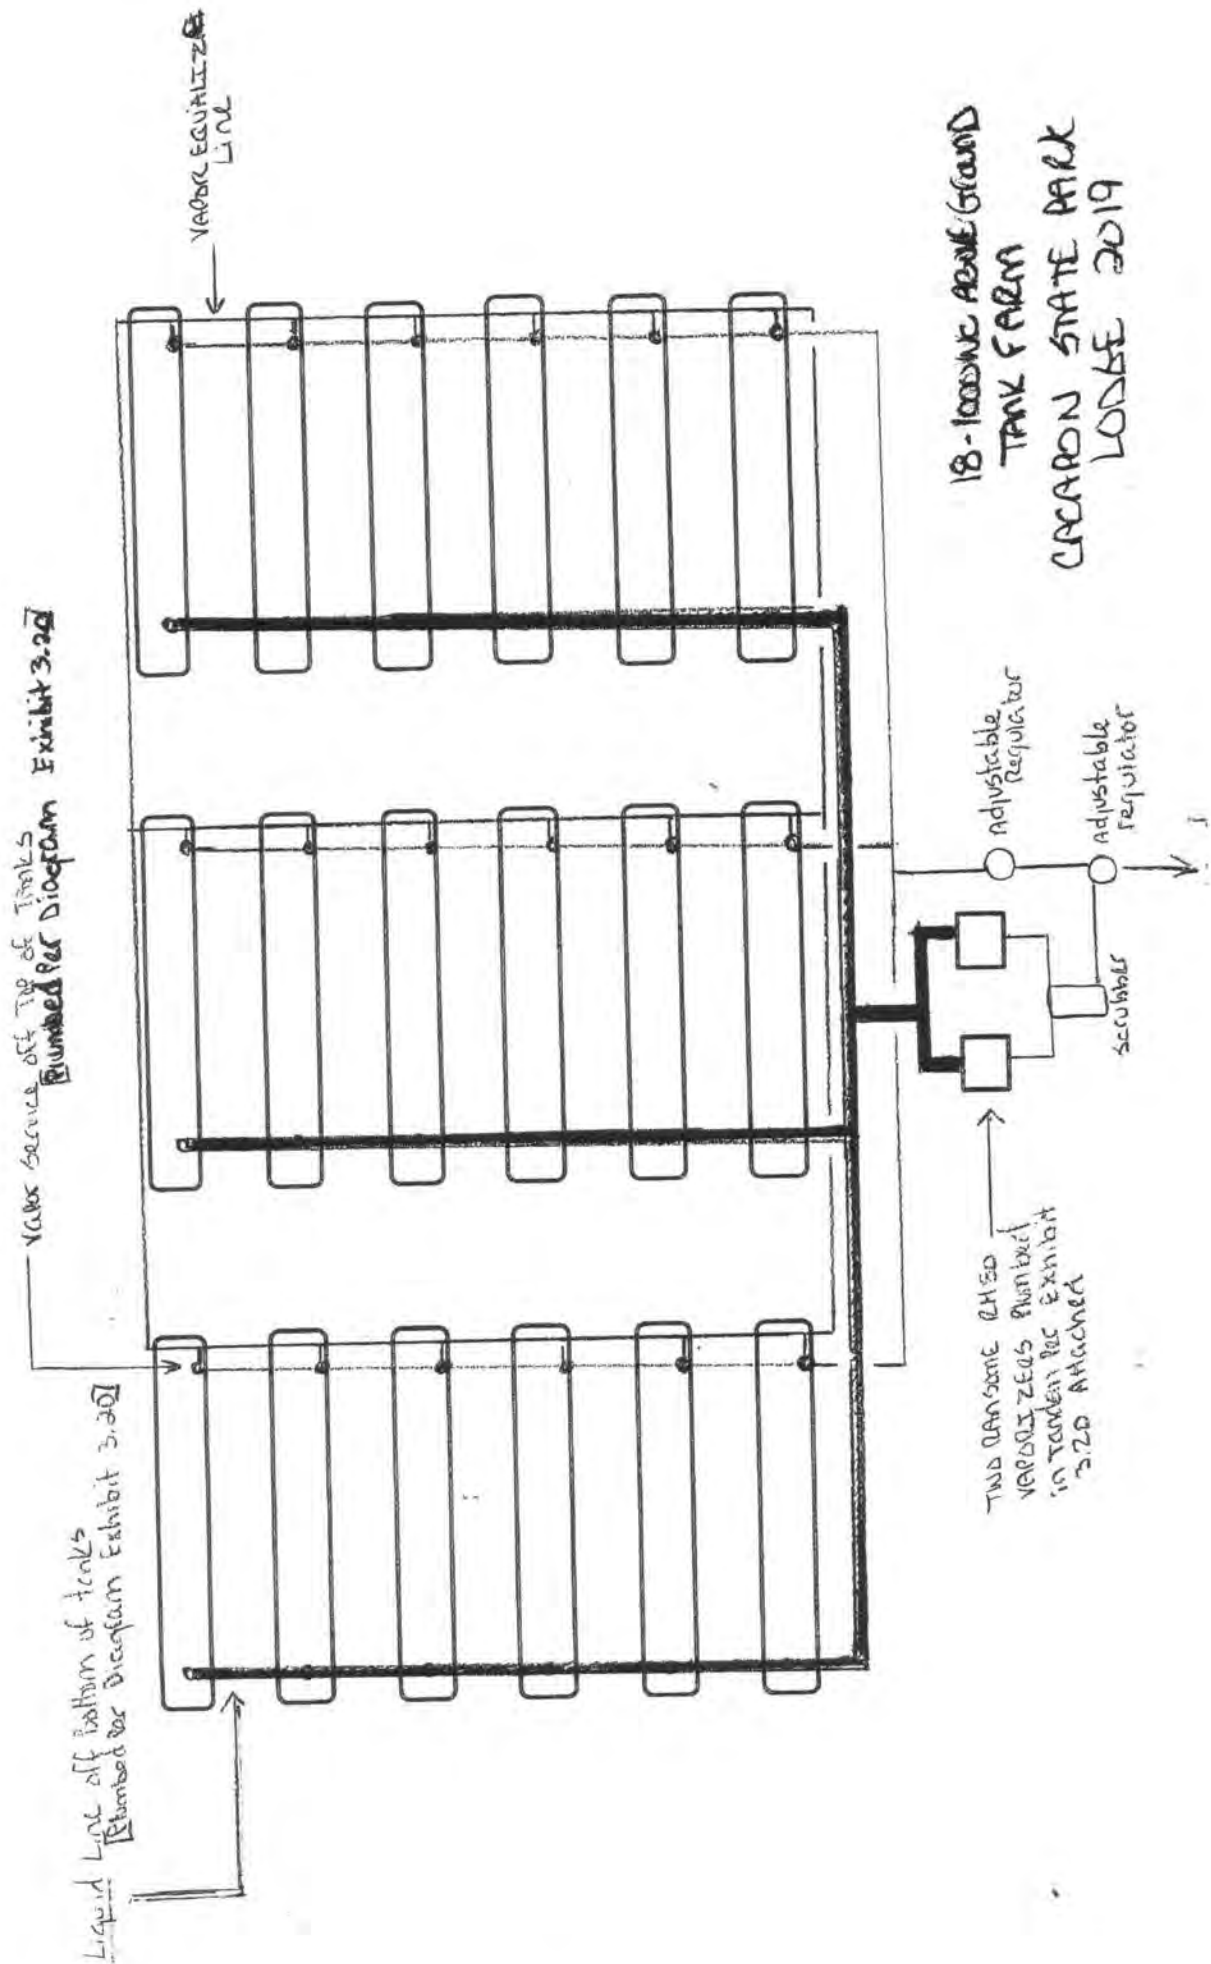 Liquid Line off Bottom of tanks
Plumbed Per Diagram Exhibit 3.20
Vapor service off Top of Tanks
Plumbed Per Diagram Exhibit 3.20
VAPOR EQUALIZER
Line
TWO RANSOME RH50
VAPORIZERS Plumbed
in Tandem Per Exhibit
3.20 Attached
scrubber
Adjustable
Regulator
Adjustable
regulator
18-1000WC ABOVE GROUND
TANK FARM
CACAPON STATE PARK
LODGE 2019